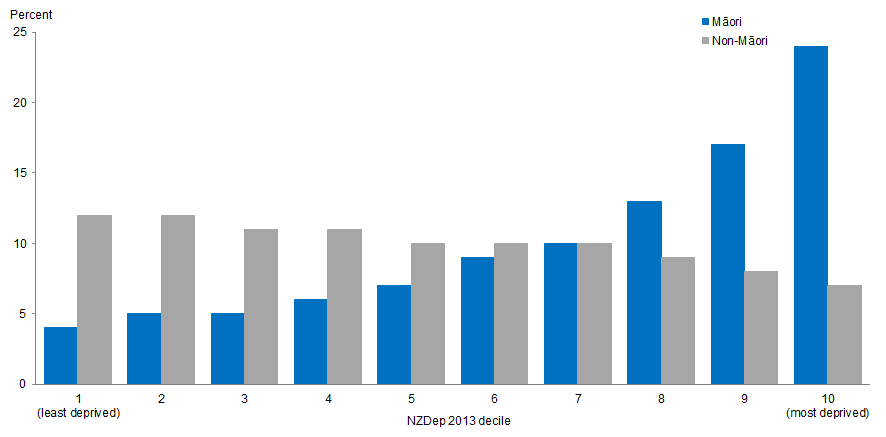 Percent
Māori
Non-Māori
25
20
15
10
5
0
1 2 3 4 5 6 7 8 9 10
(least deprived) (most deprived)
NZDep 2013 decile